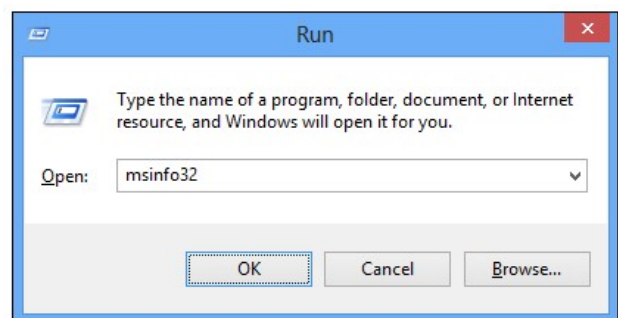 Run
Type the name of a program, folder, document, or Internet
resource, and Windows will open it for you.
Open: msinfo32
OK Cancel Browse...